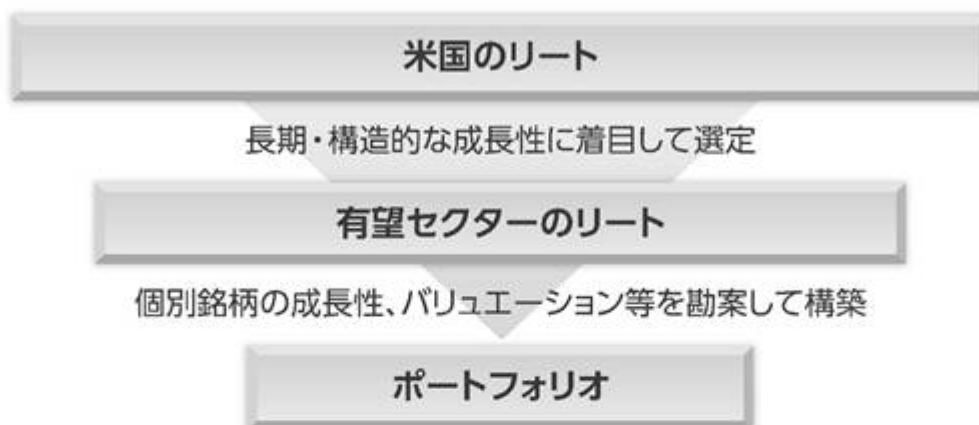 米国のリート
長期・構造的な成長性に着目して選定
有望セクターのリート
個別銘柄の成長性、バリュエーション等を勘案して構築
ポートフォリオ